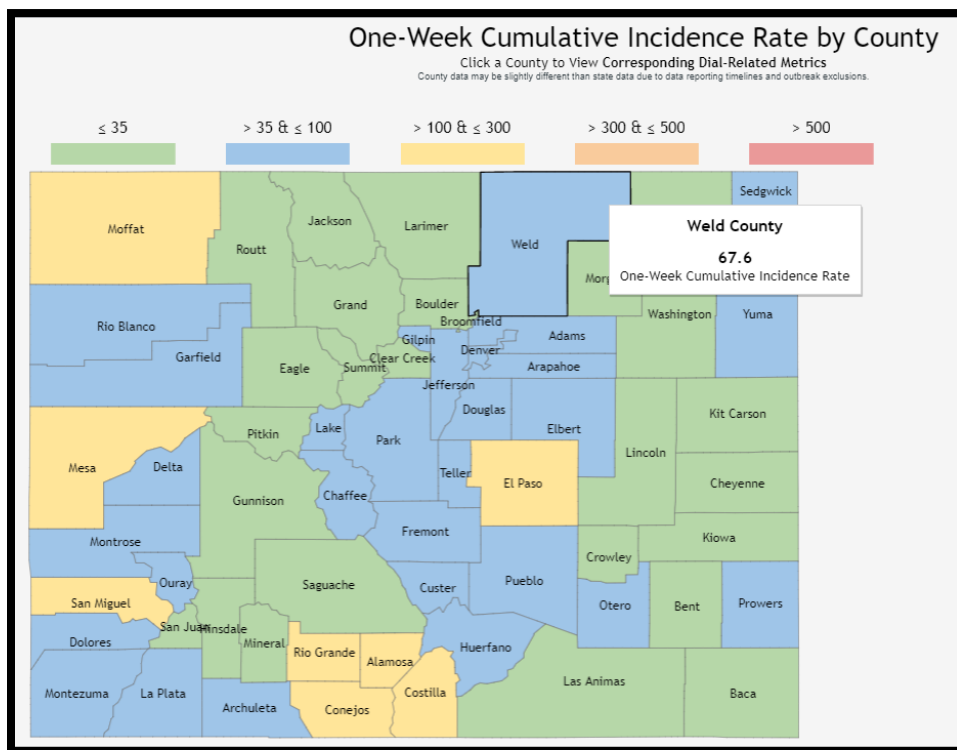 One-Week Cumulative Incidence Rate by County
Click a County to View Corresponding Dial-Related Metrics
County data may be slightly different than state data due to data reporting timelines and outbreak exclusions.
≤ 35
> 35 & ≤ 100
> 100 & ≤ 300
> 300 & ≤ 500
> 500
Sedgwick
Moffat
Routt
Jackson
Larimer
Weld
Weld County
67.6
One-Week Cumulative Incidence Rate
Morg
Grand
Boulder
Broomfield
Washington
Yuma
Rio Blanco
Garfield
Gilpin
Clear Creek
Denver
Adams
Arapahoe
Eagle
Summit
Jefferson
Douglas
Elbert
Kit Carson
Pitkin
Lake
Park
Lincoln
Mesa
Delta
Teller
El Paso
Cheyenne
Gunnison
Chaffee
Fremont
Kiowa
Montrose
Crowley
Ouray
Saguache
Custer
Pueblo
San Miguel
Otero
Bent
Prowers
San Juan
Hinsdale
Mineral
Dolores
Rio Grande
Alamosa
Huerfano
Montezuma
La Plata
Archuleta
Conejos
Costilla
Las Animas
Baca